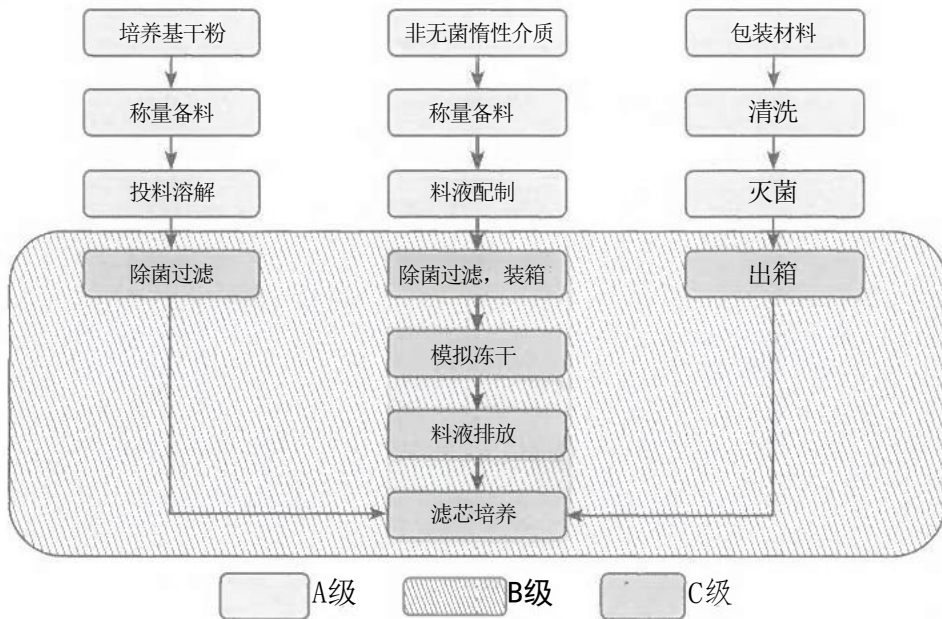 培养基干粉
非无菌惰性介质
包装材料
称量备料
称量备料
清洗
投料溶解
料液配制
灭菌
除菌过滤
除菌过滤，装箱
出箱
模拟冻干
料液排放
滤芯培养
A级
B级
C级